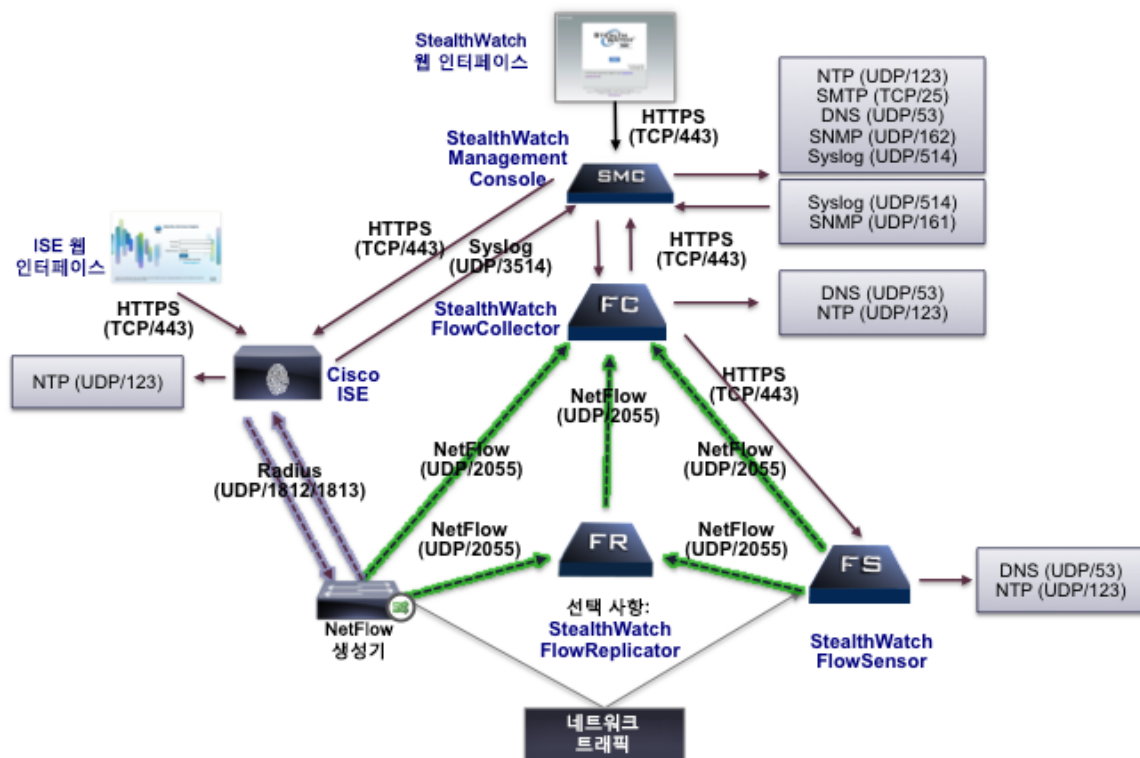 StealthWatch
웹 인터페이스
HTTPS
(TCP/443)
NTP (UDP/123)
SMTP (TCP/25)
DNS (UDP/53)
SNMP (UDP/162)
Syslog (UDP/514)
StealthWatch
Management
Console
SMC
Syslog (UDP/514)
SNMP (UDP/161)
ISE 웹
인터페이스
HTTPS
(TCP/443)
Syslog
(UDP/3514)
HTTPS
(TCP/443)
HTTPS
(TCP/443)
StealthWatch
FlowCollector
FC
DNS (UDP/53)
NTP (UDP/123)
NTP (UDP/123)
Cisco
ISE
NetFlow
(UDP/2055)
HTTPS
(TCP/443)
Radius
(UDP/1812/1813)
NetFlow
(UDP/2055)
NetFlow
(UDP/2055)
NetFlow
(UDP/2055)
FR
NetFlow
(UDP/2055)
FS
DNS (UDP/53)
NTP (UDP/123)
NetFlow
생성기
선택 사항:
StealthWatch
FlowReplicator
StealthWatch
FlowSensor
네트워크
트래픽